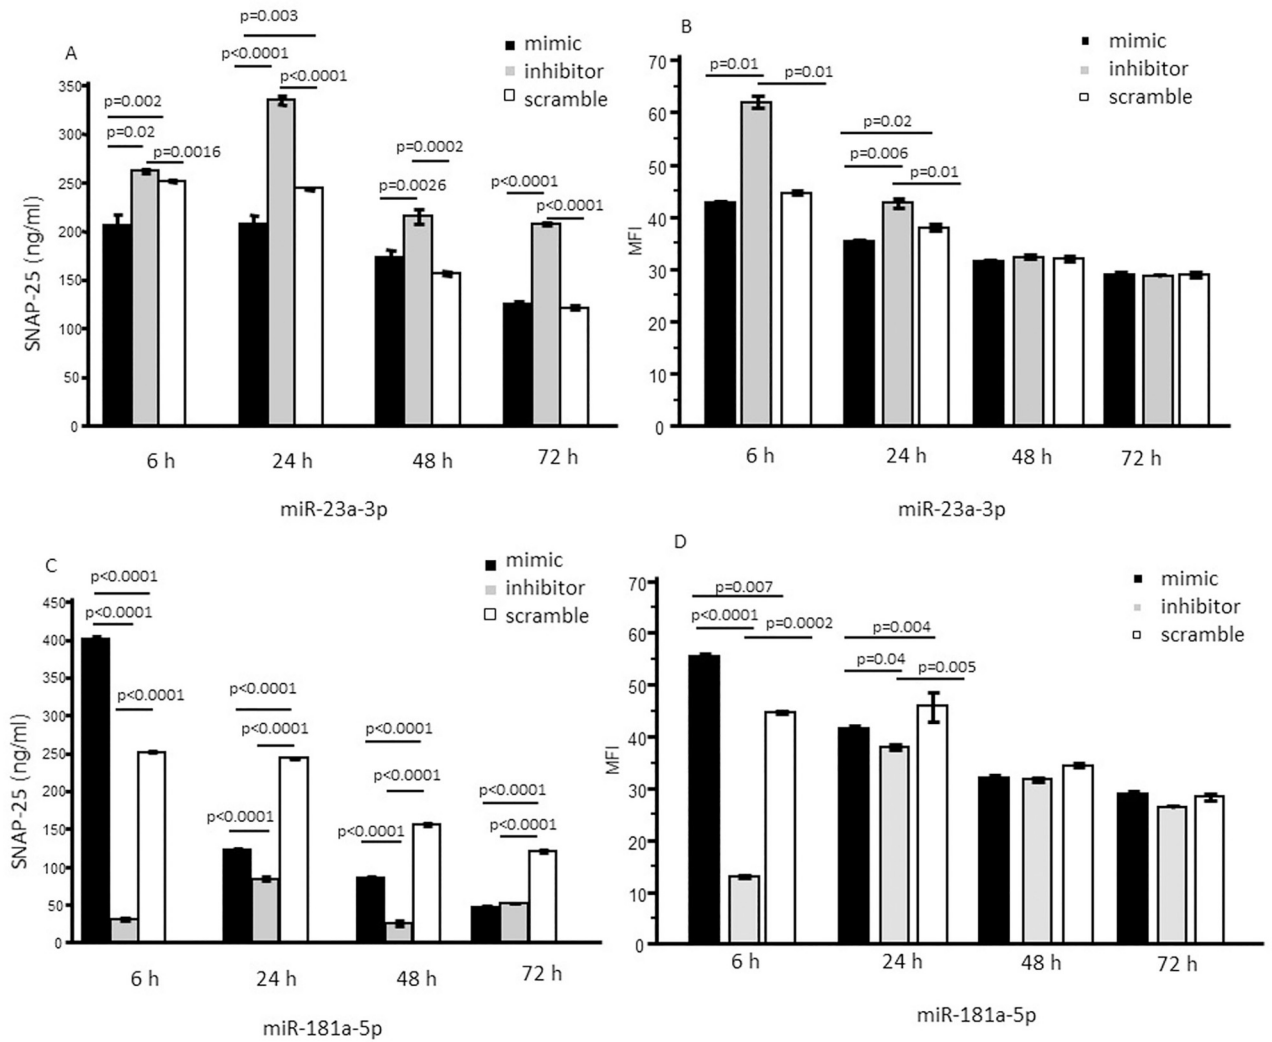 A
p=0.003
p<0.0001
p<0.0001
p=0.002
p=0.02
p=0.0016
p=0.0002
p=0.0026
p<0.0001
p<0.0001
mimic
inhibitor
scramble
350
300
250
200
150
100
50
0
SNAP-25 (ng/ml)
6 h
24 h
48 h
72 h
miR-23a-3p
B
p=0.01
p=0.01
p=0.02
p=0.006
p=0.01
mimic
inhibitor
scramble
70
60
50
40
30
20
10
0
MFI
6 h
24 h
48 h
72 h
miR-23a-3p
C
p<0.0001
p<0.0001
p<0.0001
p<0.0001
p<0.0001
p<0.0001
p<0.0001
p<0.0001
p<0.0001
p<0.0001
p<0.0001
mimic
inhibitor
scramble
450
400
350
300
250
200
150
100
50
0
SNAP-25 (ng/ml)
6 h
24 h
48 h
72 h
miR-181a-5p
D
p=0.007
p<0.0001
p=0.0002
p=0.004
p=0.04
p=0.005
mimic
inhibitor
scramble
70
60
50
40
30
20
10
0
MFI
6 h
24 h
48 h
72 h
miR-181a-5p